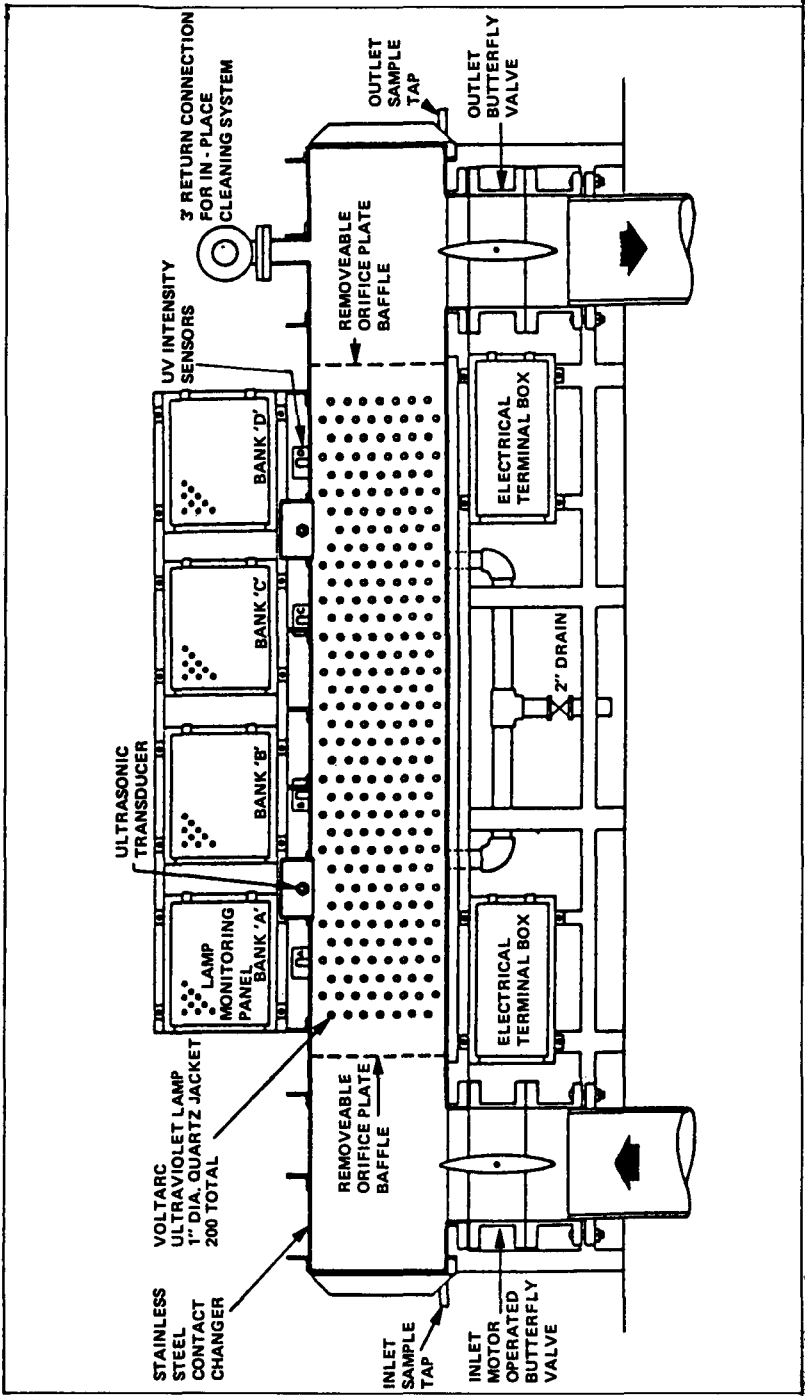 STAINLESS
STEEL
CONTACT
CHANGER
VOLTARC
ULTRAVIOLET LAMP
1" DIA. QUARTZ JACKET
200 TOTAL
ULTRASONIC
TRANSDUCER
UV INTENSITY
SENSORS
3' RETURN CONNECTION
FOR IN - PLACE
CLEANING SYSTEM
LAMP
MONITORING
PANEL
BANK 'A'
BANK 'B'
BANK 'C'
BANK 'D'
REMOVEABLE
ORIFICE PLATE
BAFFLE
REMOVEABLE
ORIFICE PLATE
BAFFLE
OUTLET
SAMPLE
TAP
INLET
SAMPLE
TAP
INLET
MOTOR
OPERATED
BUTTERFLY
VALVE
ELECTRICAL
TERMINAL BOX
2" DRAIN
ELECTRICAL
TERMINAL BOX
OUTLET
BUTTERFLY
VALVE